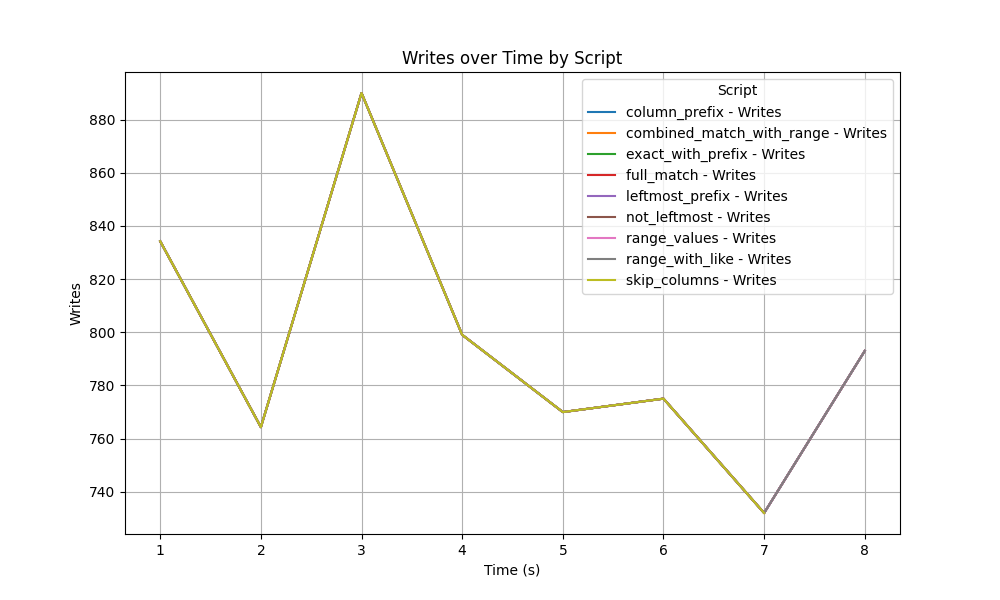 Writes over Time by Script
Script
column_prefix - Writes
combined_match_with_range - Writes
exact_with_prefix - Writes
full_match - Writes
leftmost_prefix - Writes
not_leftmost - Writes
range_values - Writes
range_with_like - Writes
skip_columns - Writes
Writes
880
860
840
820
800
780
760
740
1 2 3 4 5 6 7 8
Time (s)